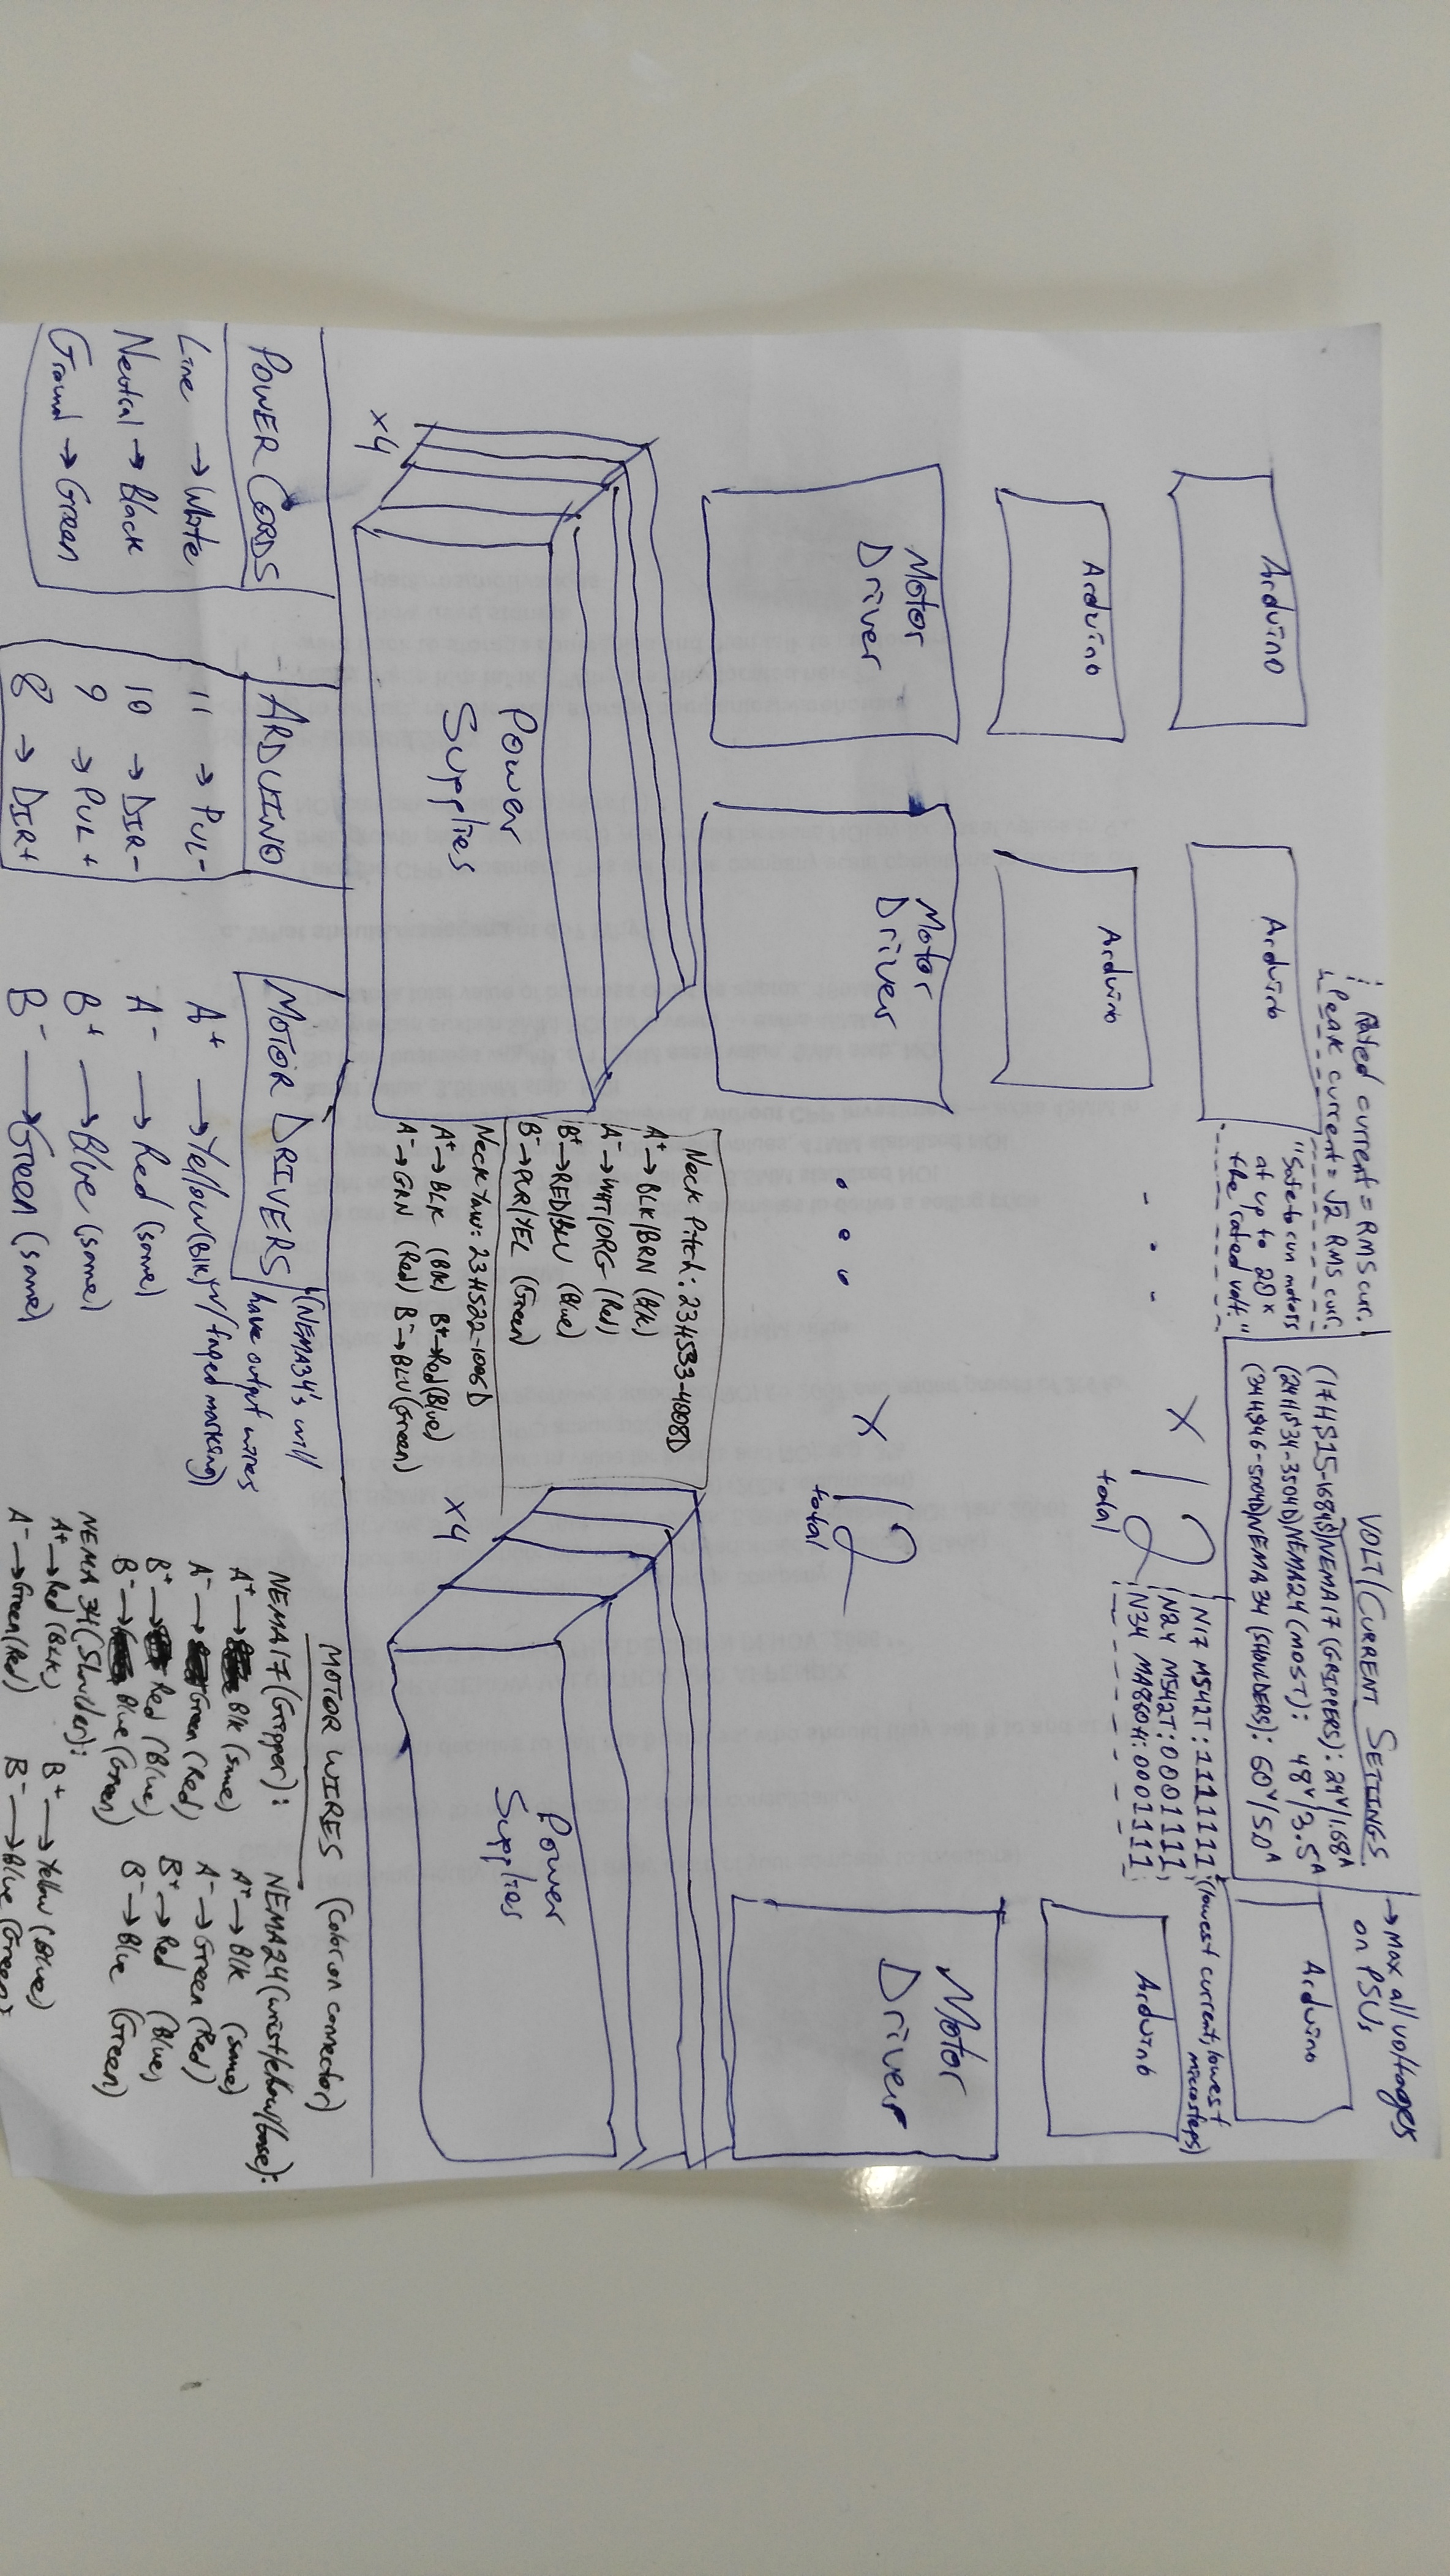 Rated current = RMS cur.
Peak current = √2 RMS cur.
"Safe to run motors
at up to 20x
the rated volt."
VOLT/CURRENT SETTINGS
(17HS15-1684S) NEMA17 (GRIPPERS): 24V/1.68A
(24HS34-3504D) NEMA24 (MOST): 48V/3.5A
(34HS46-5004D) NEMA34 (SHOULDERS): 60V/5.0A
→ Max all voltages
on PSUs
Arduino
Arduino
Arduino
Arduino
Arduino
Arduino
X 12
total
N17 M542T: 1111111
N24 M542T: 0001111
N34 MA860H: 0001111
(lowest current, lowest
microsteps)
Motor
Driver
Motor
Driver
X 12
total
Motor
Driver
Power
Supplies
x4
Neck Pitch: 23HS33-4008D
A+ → BLK/BRN (Blk)
A- → WHT/ORG (Red)
B+ → RED/BLU (Blue)
B- → PUR/YEL (Green)
Neck Yaw: 23HS22-1006D
A+ → BLK (Blk) B+ → Red (Blue)
A- → GRN (Red) B- → BLU (Green)
Power
Supplies
x4
POWER CORDS
Line → White
Neutral → Black
Ground → Green
ARDUINO
11 → PUL-
10 → DIR-
9 → PUL+
8 → DIR+
MOTOR DRIVERS
(NEMA34's will
have output wires
w/ taped marking)
A+ → Yellow (Blk)
A- → Red (same)
B+ → Blue (same)
B- → Green (same)
MOTOR WIRES (Color on connector)
NEMA17 (Gripper):
A+ → Blk (same)
A- → Green (Red)
B+ → Red (Blue)
B- → Blue (Green)
NEMA24 (wrist/elbow/base):
A+ → Blk (same)
A- → Green (Red)
B+ → Red (Blue)
B- → Blue (Green)
NEMA 34 (Shoulder):
A+ → Red (Blk)
A- → Green (Red)
B+ → Yellow (Blue)
B- → Blue (Green)